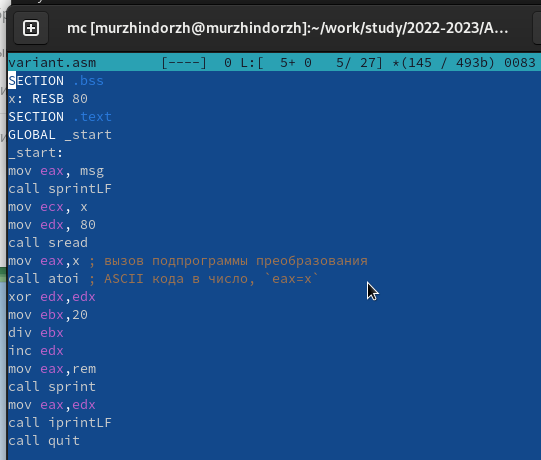 mc [murzhindorzh@murzhindorzh]:~/work/study/2022-2023/А...
variant.asm [----] 0 L:[ 5+ 0 5/ 27] *(145 / 493b) 0083
SECTION .bss
x: RESB 80
SECTION .text
GLOBAL _start
_start:
mov eax, msg
call sprintLF
mov ecx, x
mov edx, 80
call sread
mov eax,x ; вызов подпрограммы преобразования
call atoi ; ASCII кода в число, `eax=x`
xor edx,edx
mov ebx,20
div ebx
inc edx
mov eax,rem
call sprint
mov eax,edx
call iprintLF
call quit